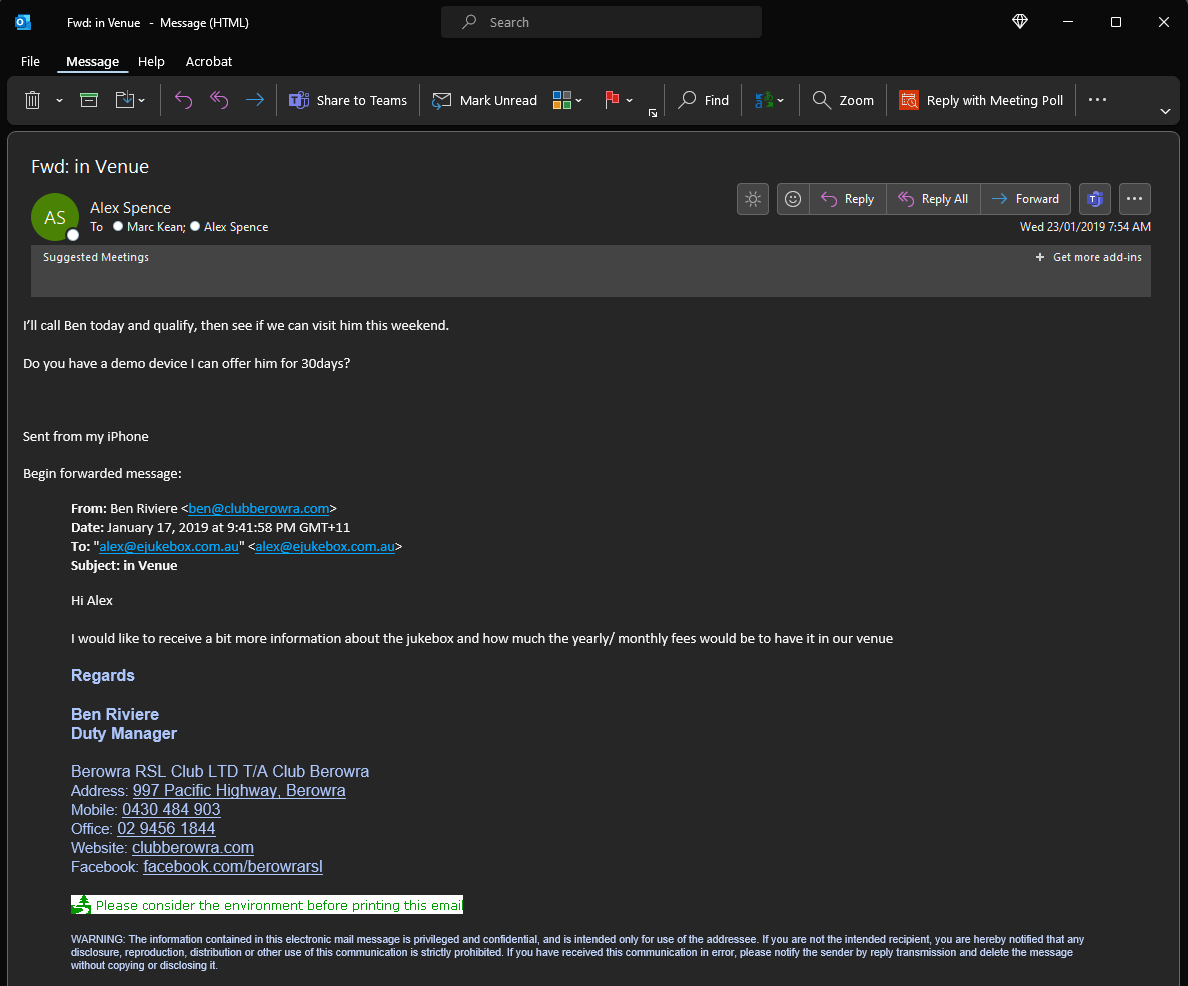 Fwd: in Venue - Message (HTML)
Search
File Message Help Acrobat
Share to Teams Mark Unread Find Zoom Reply with Meeting Poll
Fwd: in Venue
AS
Alex Spence
To Marc Kean; Alex Spence
Reply Reply All Forward
Wed 23/01/2019 7:54 AM
Suggested Meetings + Get more add-ins
I'll call Ben today and qualify, then see if we can visit him this weekend.
Do you have a demo device I can offer him for 30days?
Sent from my iPhone
Begin forwarded message:
From: Ben Riviere <ben@clubberowra.com>
Date: January 17, 2019 at 9:41:58 PM GMT+11
To: "alex@ejukebox.com.au" <alex@ejukebox.com.au>
Subject: in Venue
Hi Alex
I would like to receive a bit more information about the jukebox and how much the yearly/ monthly fees would be to have it in our venue
Regards
Ben Riviere
Duty Manager
Berowra RSL Club LTD T/A Club Berowra
Address: 997 Pacific Highway, Berowra
Mobile: 0430 484 903
Office: 02 9456 1844
Website: clubberowra.com
Facebook: facebook.com/berowrarsl
Please consider the environment before printing this email
WARNING: The information contained in this electronic mail message is privileged and confidential, and is intended only for use of the addressee. If you are not the intended recipient, you are hereby notified that any
disclosure, reproduction, distribution or other use of this communication is strictly prohibited. If you have received this communication in error, please notify the sender by reply transmission and delete the message
without copying or disclosing it.